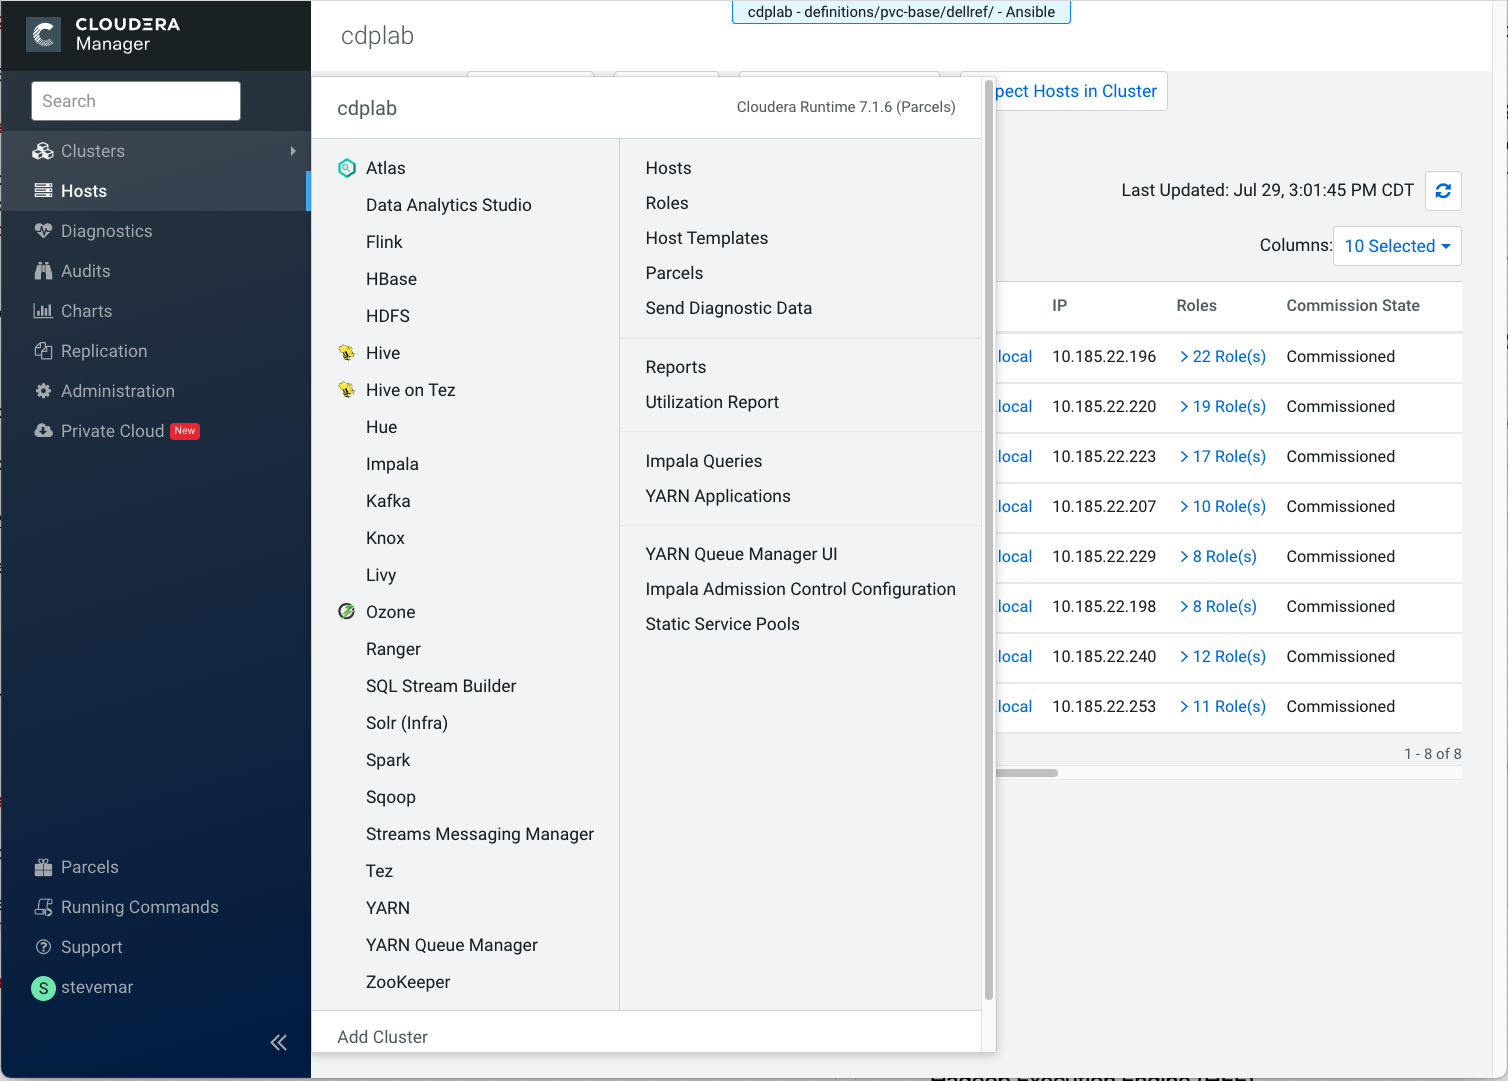 CLOUDERA
Manager
cdplab - definitions/pvc-base/dellref/ - Ansible
cdplab
Search
Clusters
Hosts
Diagnostics
Audits
Charts
Replication
Administration
Private Cloud New
Parcels
Running Commands
Support
S stevemar
cdplab
Cloudera Runtime 7.1.6 (Parcels)
Atlas
Data Analytics Studio
Flink
HBase
HDFS
Hive
Hive on Tez
Hue
Impala
Kafka
Knox
Livy
Ozone
Ranger
SQL Stream Builder
Solr (Infra)
Spark
Sqoop
Streams Messaging Manager
Tez
YARN
YARN Queue Manager
ZooKeeper
Hosts
Roles
Host Templates
Parcels
Send Diagnostic Data
Reports
Utilization Report
Impala Queries
YARN Applications
YARN Queue Manager UI
Impala Admission Control Configuration
Static Service Pools
Add Cluster
pect Hosts in Cluster
Last Updated: Jul 29, 3:01:45 PM CDT
Columns: 10 Selected
IP Roles Commission State
local 10.185.22.196 > 22 Role(s) Commissioned
local 10.185.22.220 > 19 Role(s) Commissioned
local 10.185.22.223 > 17 Role(s) Commissioned
local 10.185.22.207 > 10 Role(s) Commissioned
local 10.185.22.229 > 8 Role(s) Commissioned
local 10.185.22.198 > 8 Role(s) Commissioned
local 10.185.22.240 > 12 Role(s) Commissioned
local 10.185.22.253 > 11 Role(s) Commissioned
1 - 8 of 8